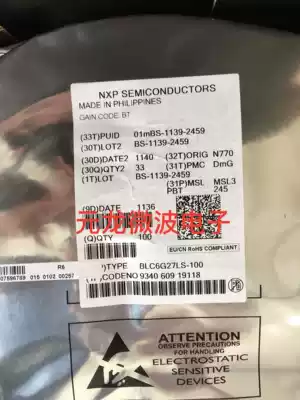 NXP SEMICONDUCTORS
MADE IN PHILIPPINES
GAIN CODE: BT
(33T)PUID 01mBS-1139-2459
(30T)LOT2 BS-1139-2459
(30D)DATE2 1140 (32T)ORIG N770
(30Q)QTY2 33 (31T)PMC DmG
(1T)LOT BS-1139-2459
(31P)MSL MSL3
PBT 245
(9D)DATE 1136
元龙微波电子
(Q)QTY 100
EU/CN RoHS COMPLIANT
TYPE BLC6G27LS-100
CODENO 9340 609 19118
ATTENTION
OBSERVE PRECAUTIONS
FOR HANDLING
ELECTROSTATIC
SENSITIVE
DEVICES